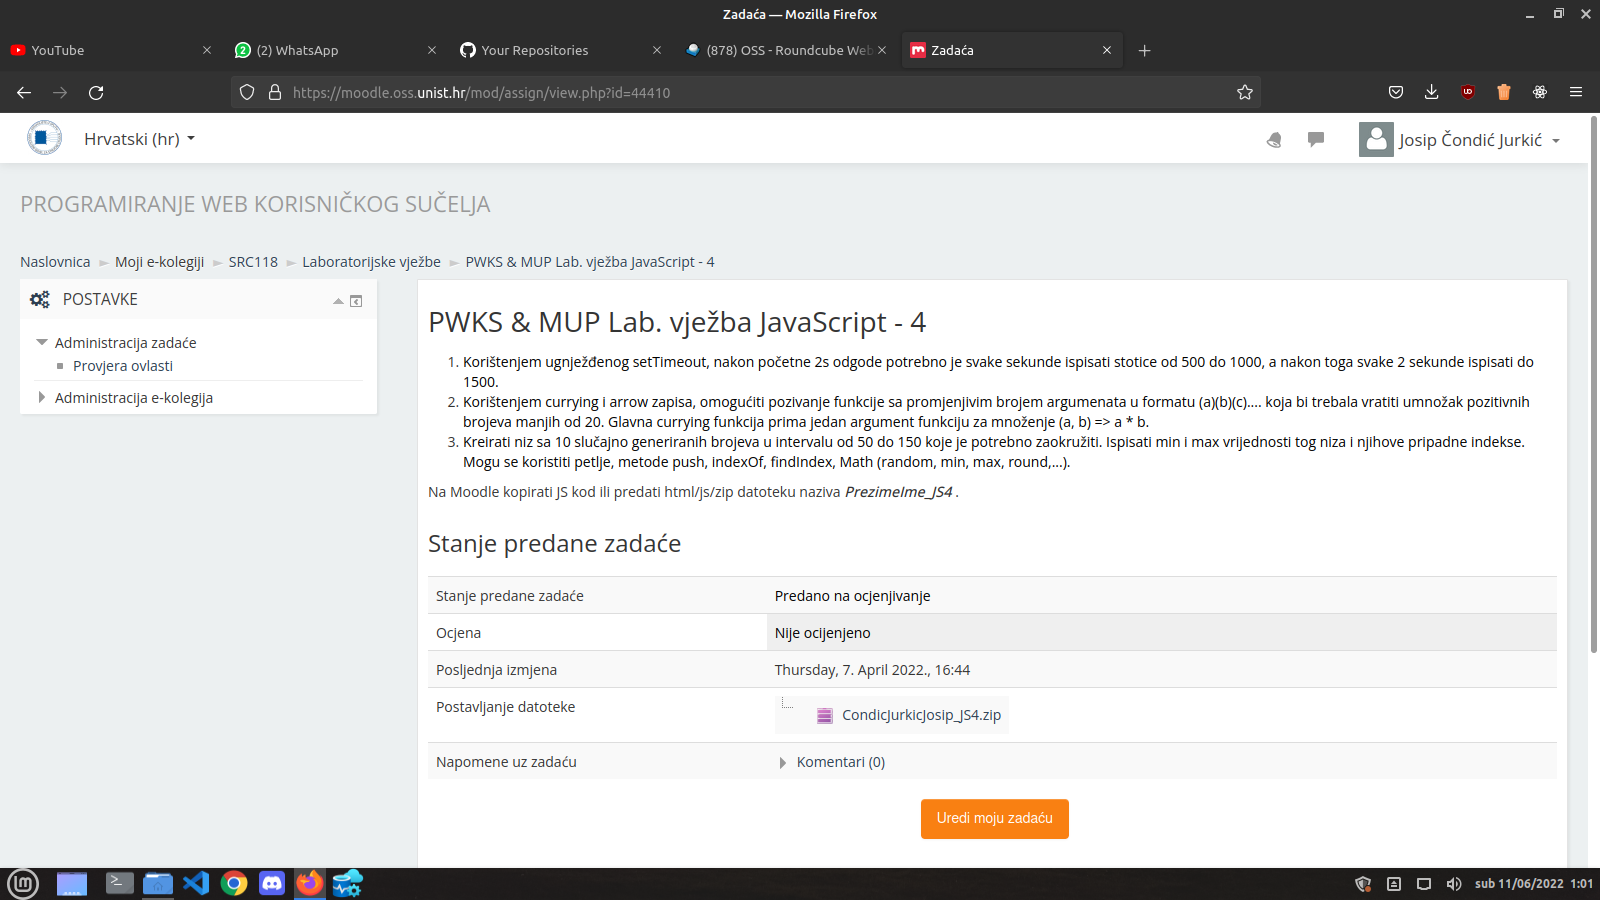 Zadaća — Mozilla Firefox
YouTube
(2) WhatsApp
Your Repositories
(878) OSS - Roundcube Web
Zadaća
https://moodle.oss.unist.hr/mod/assign/view.php?id=44410
Hrvatski (hr)
Josip Čondić Jurkić
PROGRAMIRANJE WEB KORISNIČKOG SUČELJA
Naslovnica ► Moji e-kolegiji ► SRC118 ► Laboratorijske vježbe ► PWKS & MUP Lab. vježba JavaScript - 4
POSTAVKE
Administracija zadaće
Provjera ovlasti
Administracija e-kolegija
PWKS & MUP Lab. vježba JavaScript - 4
1. Korištenjem ugnježđenog setTimeout, nakon početne 2s odgode potrebno je svake sekunde ispisati stotice od 500 do 1000, a nakon toga svake 2 sekunde ispisati do
1500.
2. Korištenjem currying i arrow zapisa, omogućiti pozivanje funkcije sa promjenjivim brojem argumenata u formatu (a)(b)(c).... koja bi trebala vratiti umnožak pozitivnih
brojeva manjih od 20. Glavna currying funkcija prima jedan argument funkciju za množenje (a, b) => a * b.
3. Kreirati niz sa 10 slučajno generiranih brojeva u intervalu od 50 do 150 koje je potrebno zaokružiti. Ispisati min i max vrijednosti tog niza i njihove pripadne indekse.
Mogu se koristiti petlje, metode push, indexOf, findIndex, Math (random, min, max, round,...).
Na Moodle kopirati JS kod ili predati html/js/zip datoteku naziva PrezimeIme_JS4 .
Stanje predane zadaće
Stanje predane zadaće
Predano na ocjenjivanje
Ocjena
Nije ocijenjeno
Posljednja izmjena
Thursday, 7. April 2022., 16:44
Postavljanje datoteke
CondicJurkicJosip_JS4.zip
Napomene uz zadaću
Komentari (0)
Uredi moju zadaću
sub 11/06/2022 1:01